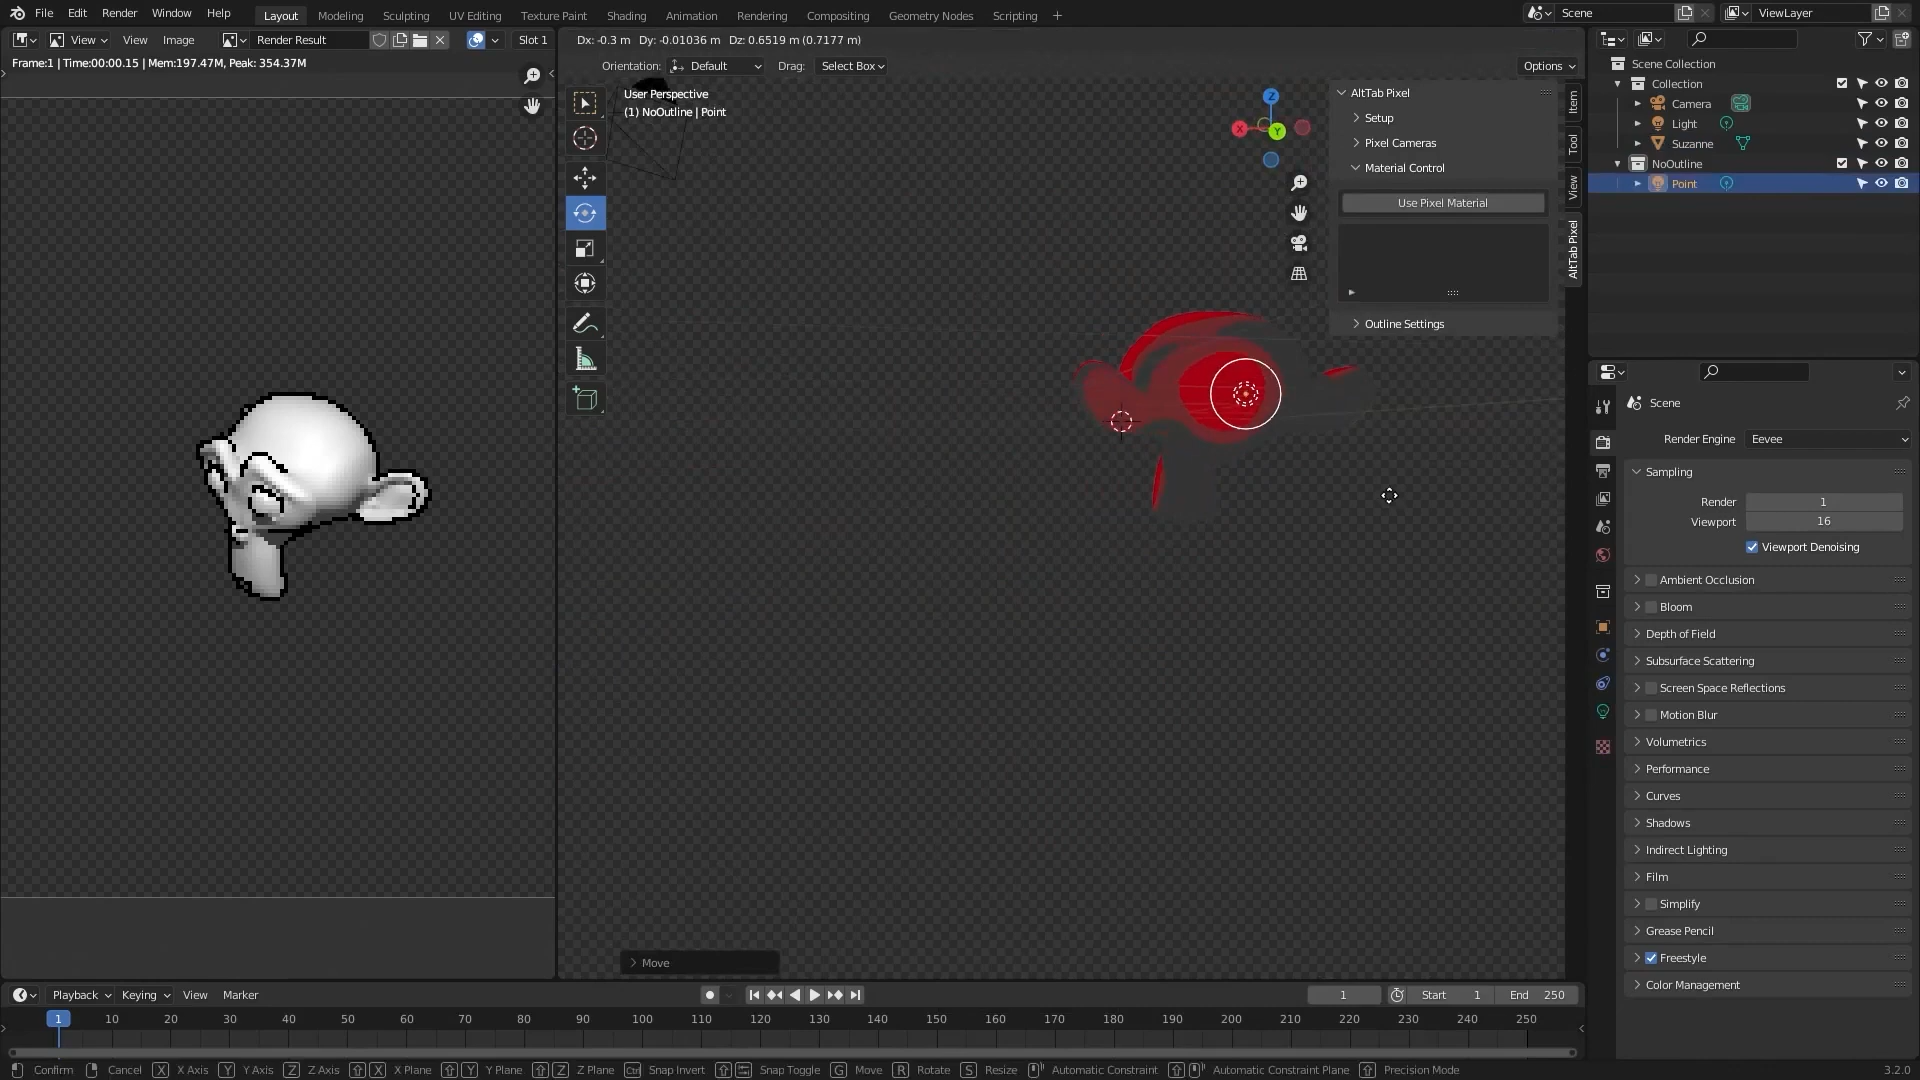 File Edit Render Window Help Layout Modeling Sculpting UV Editing Texture Paint Shading Animation Rendering Compositing Geometry Nodes Scripting + Scene ViewLayer
View View Image Render Result Slot 1
Dx: -0.3 m Dy: -0.01036 m Dz: 0.6519 m (0.7177 m)
Frame:1 | Time:00:00.15 | Mem:197.47M, Peak: 354.37M
Orientation: Default Drag: Select Box Options
User Perspective
(1) NoOutline | Point
X
Y
Z
AltTab Pixel
Setup
Pixel Cameras
Material Control
Use Pixel Material
Outline Settings
Item
Tool
View
AltTab Pixel
Scene Collection
Collection
Camera
Light
Suzanne
NoOutline
Point
Scene
Render Engine Eevee
Sampling
Render 1
Viewport 16
Viewport Denoising
Ambient Occlusion
Bloom
Depth of Field
Subsurface Scattering
Screen Space Reflections
Motion Blur
Volumetrics
Performance
Curves
Shadows
Indirect Lighting
Film
Simplify
Grease Pencil
Freestyle
Color Management
Move
Playback Keying View Marker 1 Start 1 End 250
1 10 20 30 40 50 60 70 80 90 100 110 120 130 140 150 160 170 180 190 200 210 220 230 240 250
Confirm Cancel X X Axis Y Y Axis Z Z Axis X X Plane Y Y Plane Z Z Plane Ctrl Snap Invert Snap Toggle G Move R Rotate S Resize Automatic Constraint Automatic Constraint Plane Precision Mode 3.2.0